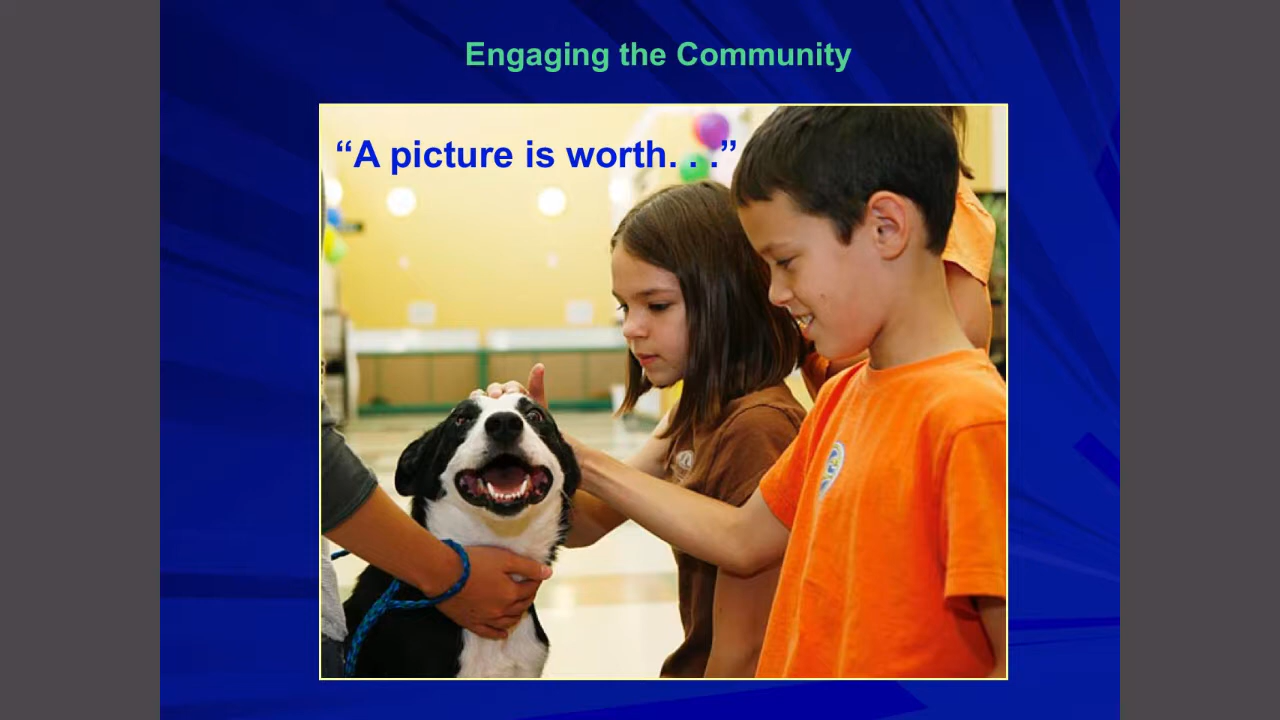 Engaging the Community
“A picture is worth. . .”